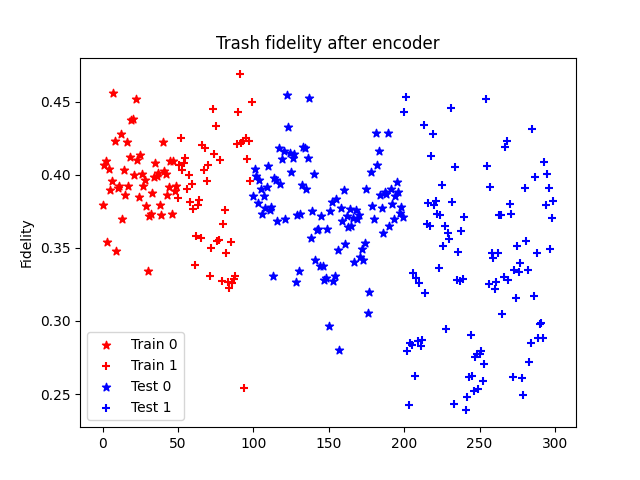 Trash fidelity after encoder
Fidelity
0.45
0.40
0.35
0.30
0.25
Train 0
Train 1
Test 0
Test 1
0 50 100 150 200 250 300